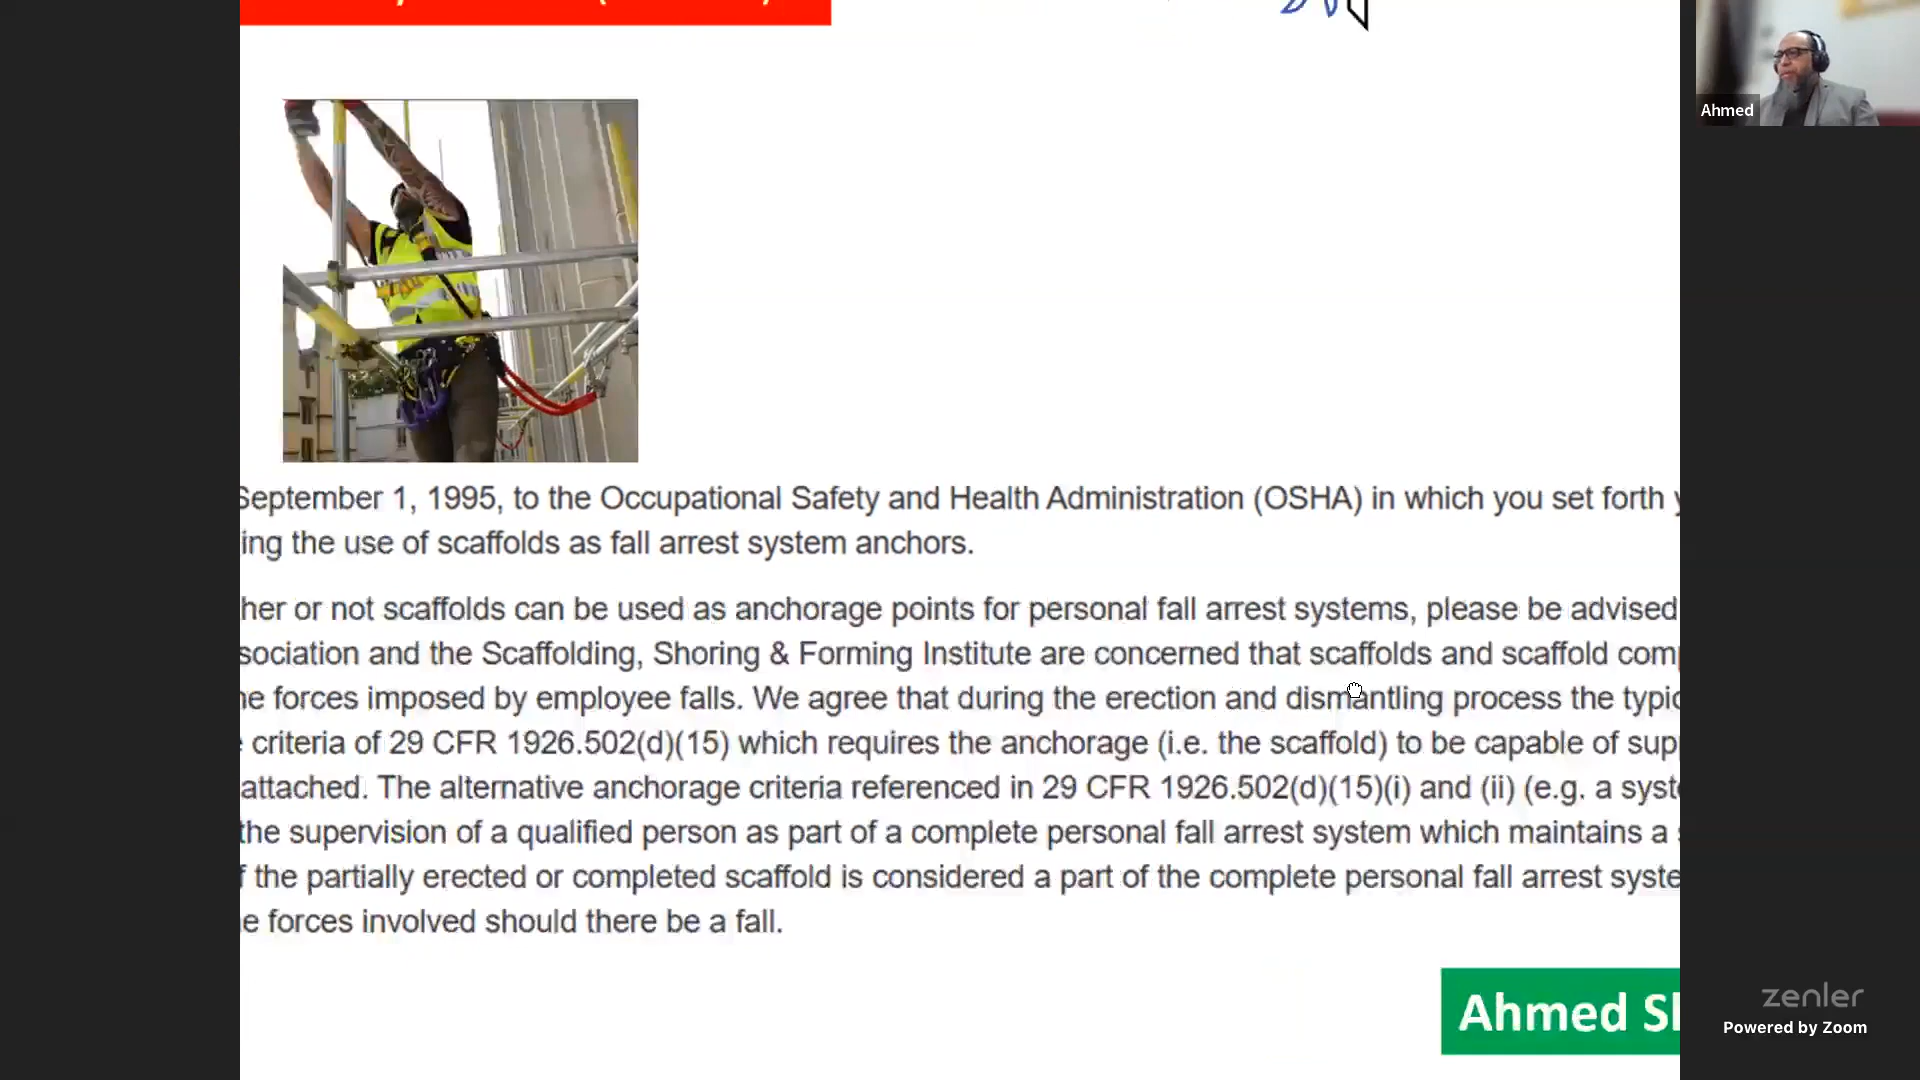 Ahmed
September 1, 1995, to the Occupational Safety and Health Administration (OSHA) in which you set forth
ing the use of scaffolds as fall arrest system anchors.
her or not scaffolds can be used as anchorage points for personal fall arrest systems, please be advised
sociation and the Scaffolding, Shoring & Forming Institute are concerned that scaffolds and scaffold com
he forces imposed by employee falls. We agree that during the erection and dismantling process the typic
criteria of 29 CFR 1926.502(d)(15) which requires the anchorage (i.e. the scaffold) to be capable of sup
attached. The alternative anchorage criteria referenced in 29 CFR 1926.502(d)(15)(i) and (ii) (e.g. a syst
the supervision of a qualified person as part of a complete personal fall arrest system which maintains a
f the partially erected or completed scaffold is considered a part of the complete personal fall arrest syste
e forces involved should there be a fall.
Ahmed S
zenler
Powered by Zoom